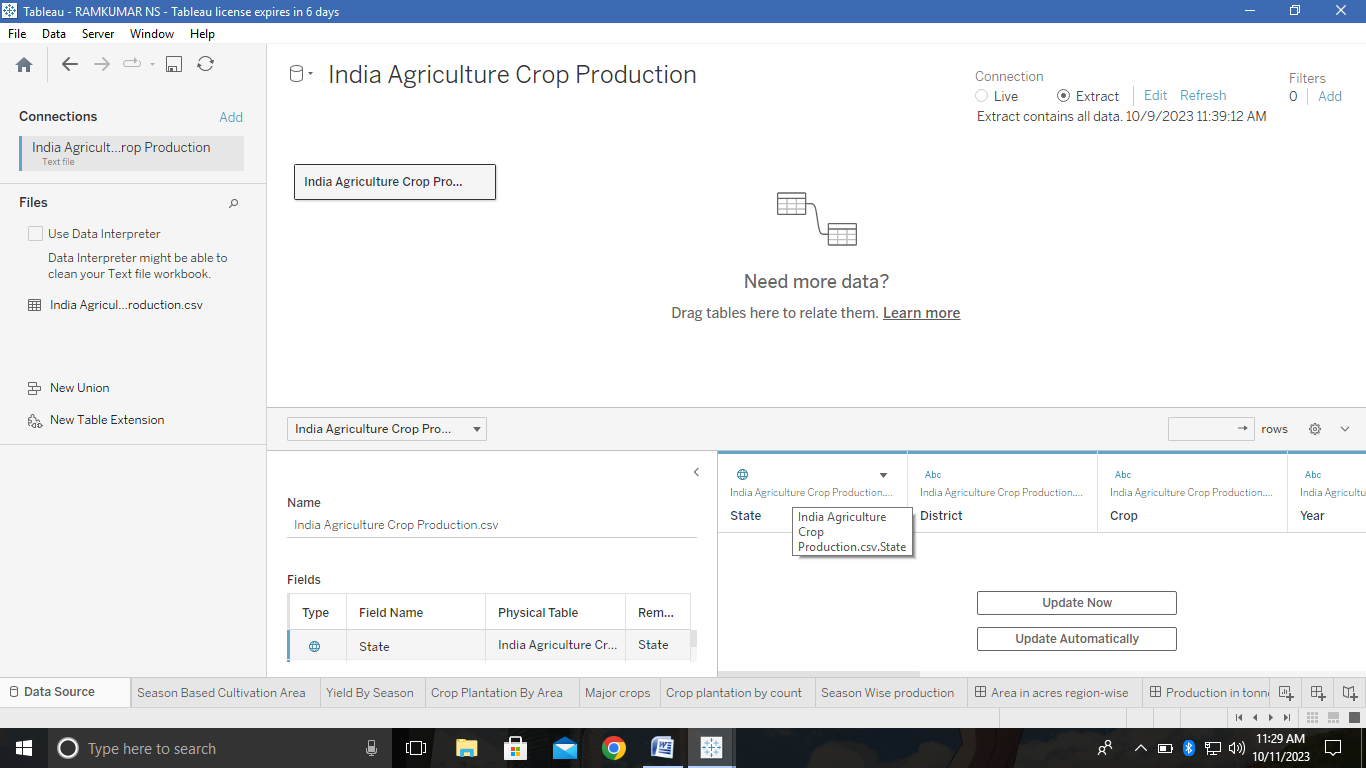 Tableau - RAMKUMAR NS - Tableau license expires in 6 days
File Data Server Window Help
India Agriculture Crop Production
Connection
Live Extract Edit Refresh
Extract contains all data. 10/9/2023 11:39:12 AM
Filters
0 Add
Connections Add
India Agricult...rop Production
Text file
Files
Use Data Interpreter
Data Interpreter might be able to
clean your Text file workbook.
India Agricul...roduction.csv
New Union
New Table Extension
India Agriculture Crop Pro...
Need more data?
Drag tables here to relate them. Learn more
India Agriculture Crop Pro...
rows
Name
India Agriculture Crop Production.csv
Fields
Type Field Name Physical Table Rem...
State India Agriculture Cr... State
Abc Abc Abc
India Agriculture Crop Production.... India Agriculture Crop Production.... India Agriculture Crop Production.... India Agricultu
State District Crop Year
India Agriculture
Crop
Production.csv.State
Update Now
Update Automatically
Data Source Season Based Cultivation Area Yield By Season Crop Plantation By Area Major crops Crop plantation by count Season Wise production Area in acres region-wise Production in tonne
Type here to search
11:29 AM
10/11/2023